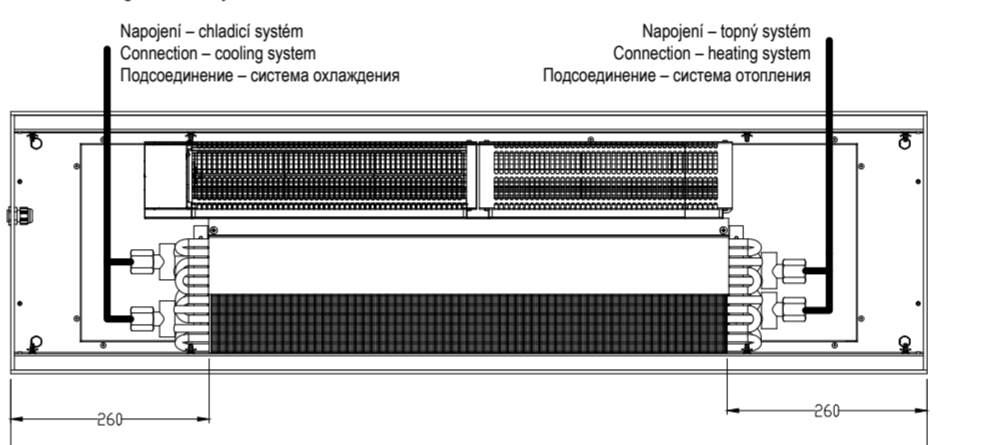 Napojení – chladicí systém
Connection – cooling system
Подсоединение – система охлаждения
Napojení – topný systém
Connection – heating system
Подсоединение – система отопления
260
260